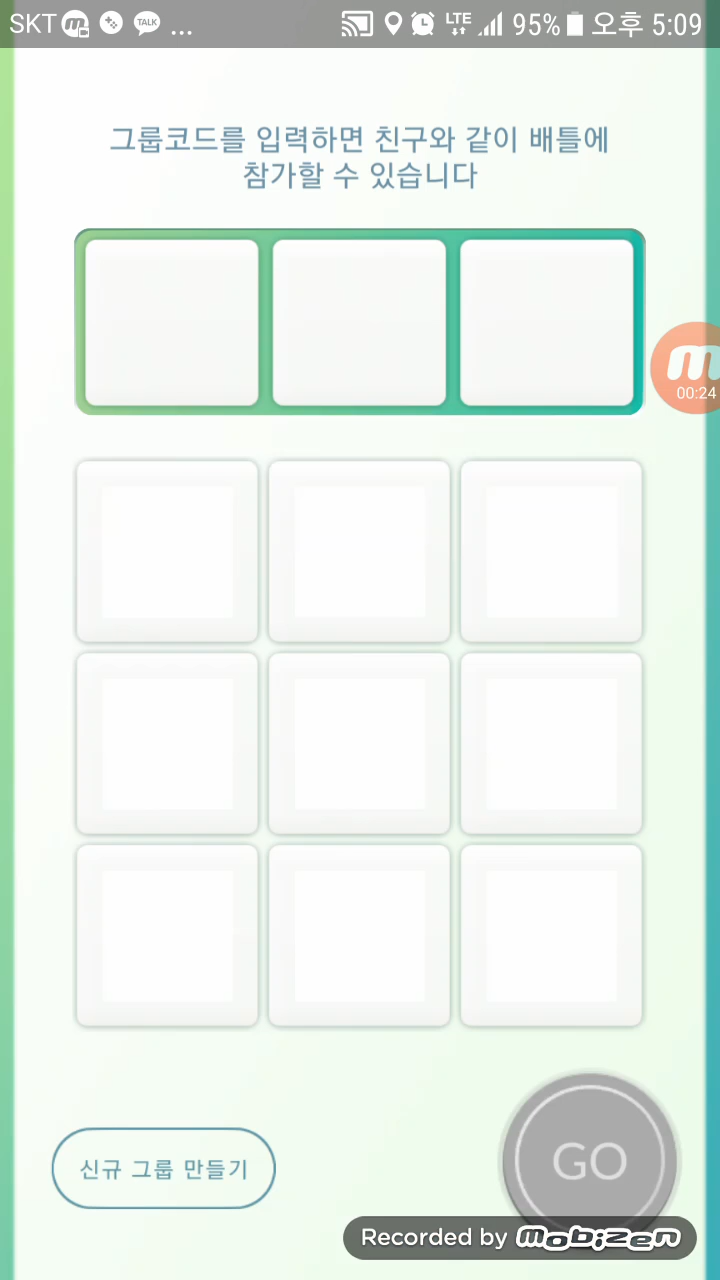 SKT TALK ... LTE 95% 오후 5:09
그룹코드를 입력하면 친구와 같이 배틀에
참가할 수 있습니다
00:24
신규 그룹 만들기
GO
Recorded by mobizen